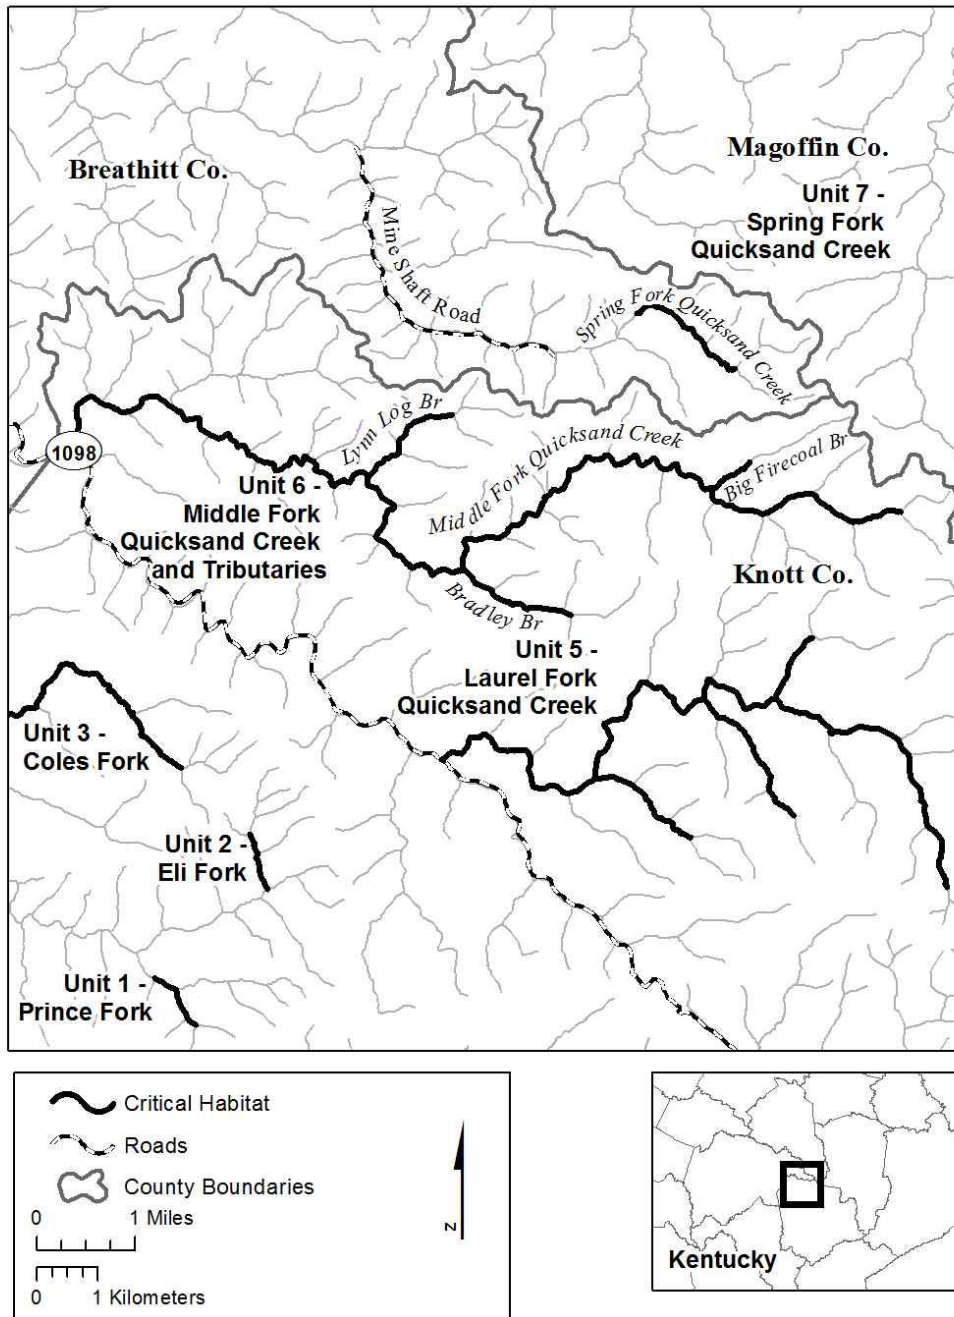 Breathitt Co.
Magoffin Co.
Unit 7 -
Spring Fork
Quicksand Creek
Mine Shaft Road
Spring Fork Quicksand Creek
Lynn Log Br
1098
Middle Fork Quicksand Creek
Big Firecoal Br
Unit 6 -
Middle Fork
Quicksand Creek
and Tributaries
Knott Co.
Bradley Br
Unit 5 -
Laurel Fork
Quicksand Creek
Unit 3 -
Coles Fork
Unit 2 -
Eli Fork
Unit 1 -
Prince Fork
Critical Habitat
Roads
County Boundaries
0 1 Miles
0 1 Kilometers
N
Kentucky